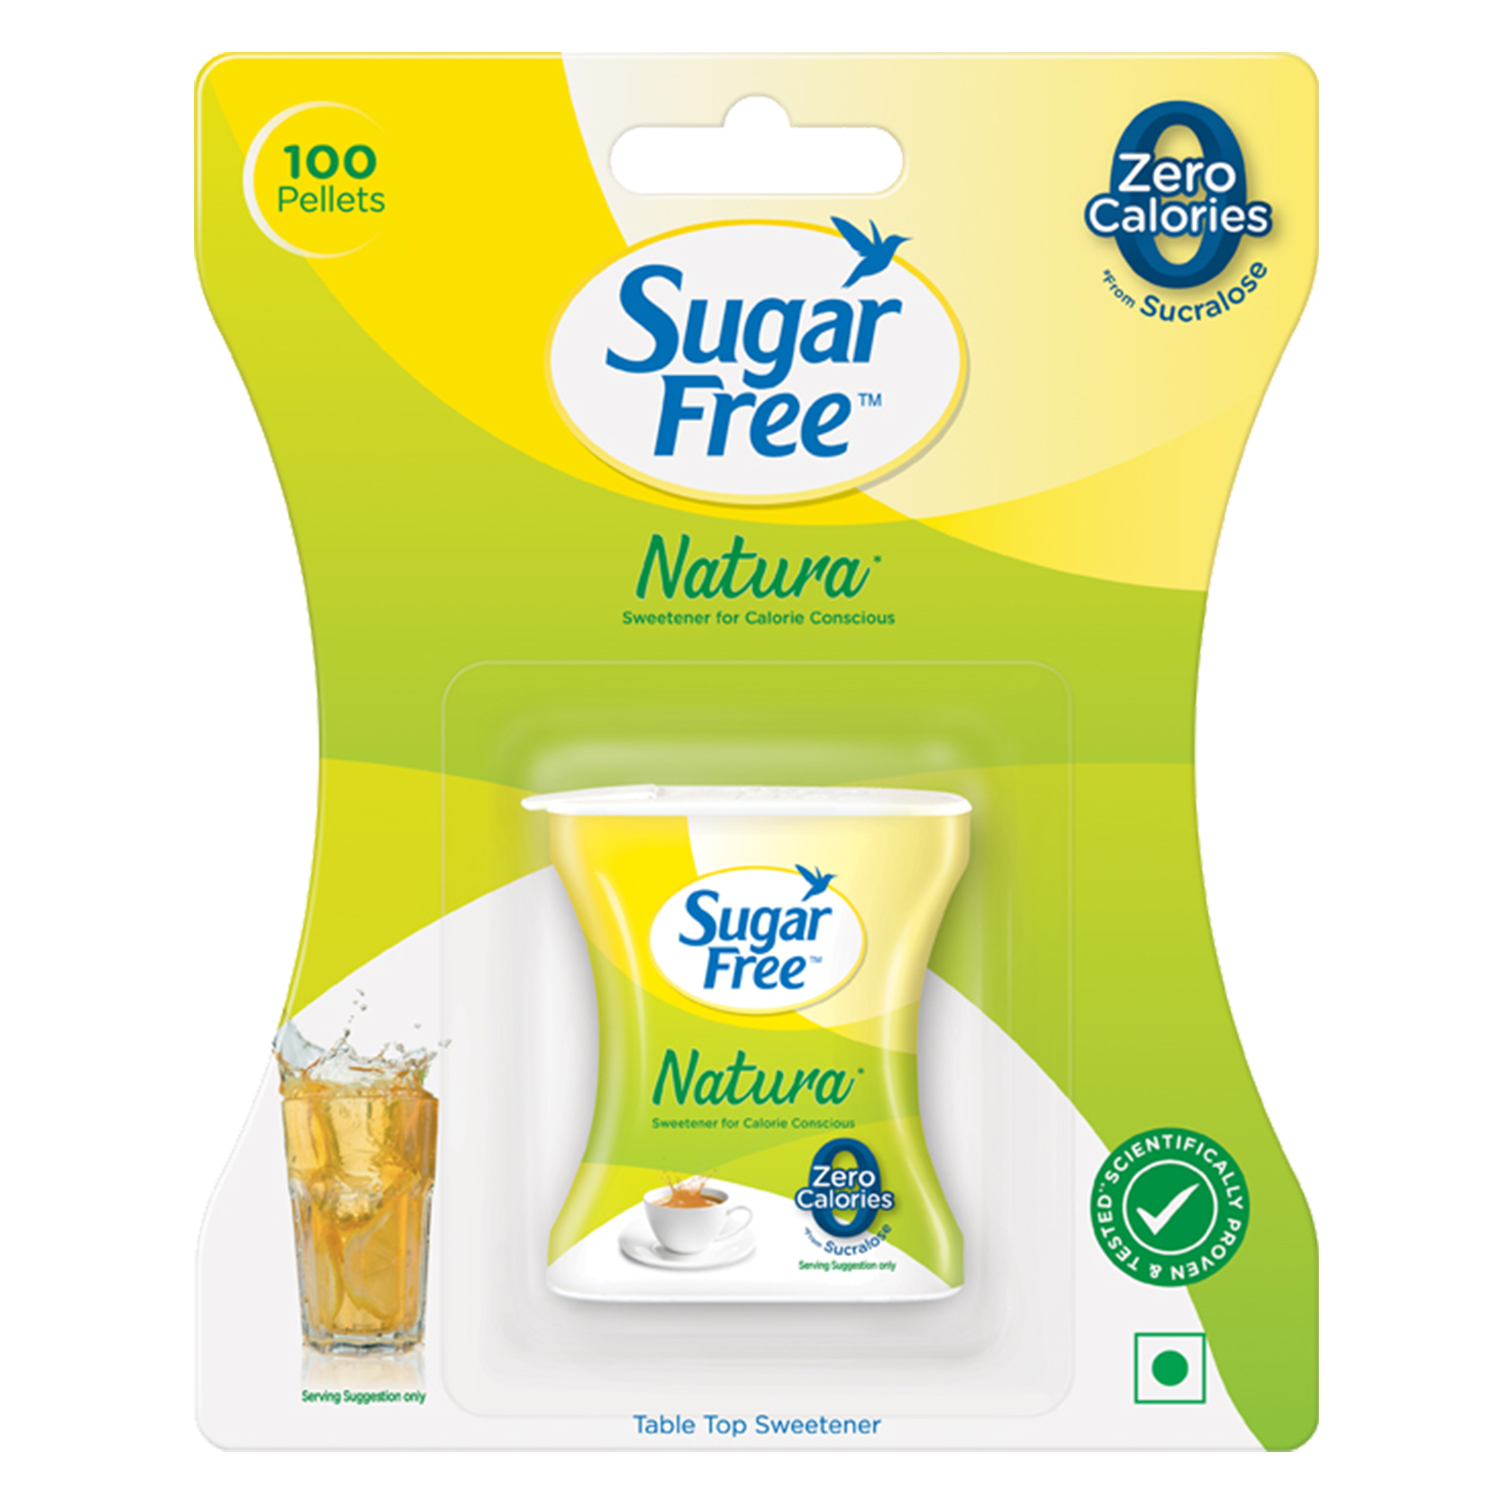 100
Pellets
Zero
Calories
*From Sucralose
Sugar
Free™
Natura*
Sweetener for Calorie Conscious
Sugar
Free™
Natura*
Sweetener for Calorie Conscious
Zero
Calories
*From Sucralose
Serving Suggestion only
SCIENTIFICALLY PROVEN & TESTED**
Serving Suggestion only
Table Top Sweetener